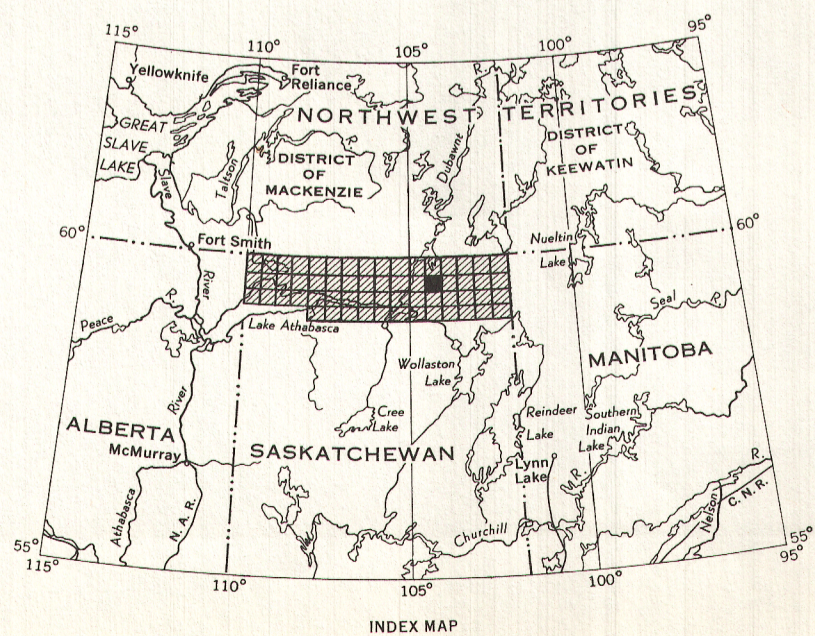 115°
110°
105°
100°
95°
Yellowknife
Fort
Reliance
R.
NORTHWEST TERRITORIES
GREAT
SLAVE
LAKE
Slave
Taltson
R.
DISTRICT
OF
MACKENZIE
Dubawnt
DISTRICT
OF
KEEWATIN
60°
Fort Smith
Nueltin
Lake
60°
River
R.
Peace
Lake Athabasca
Seal R.
Wollaston
Lake
MANITOBA
River
Cree
Lake
Reindeer
Lake
Southern
Indian
Lake
ALBERTA
McMurray
SASKATCHEWAN
Lynn
Lake
R.
R.
Athabasca
N. A. R.
Churchill
Nelson
C. N. R.
55°
115°
110°
105°
100°
55°
95°
INDEX MAP